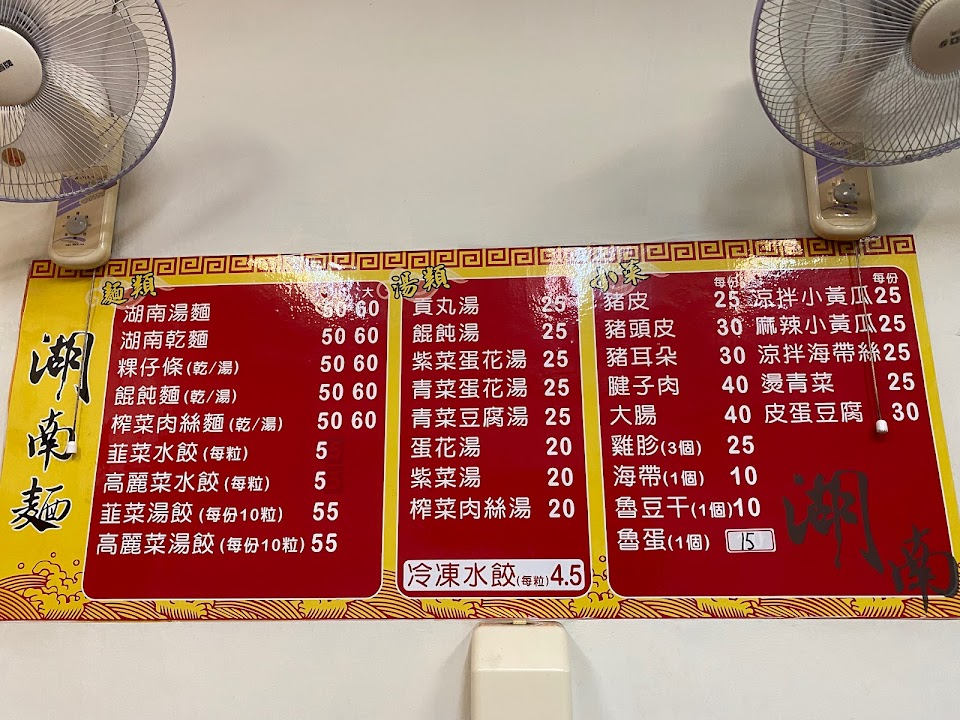 湖南麵
麵類
大
湖南湯麵 50 60
湖南乾麵 50 60
粿仔條(乾/湯) 50 60
餛飩麵(乾/湯) 50 60
榨菜肉絲麵(乾/湯) 50 60
韮菜水餃(每粒) 5
高麗菜水餃(每粒) 5
韮菜湯餃(每份10粒) 55
高麗菜湯餃(每份10粒) 55
湯類
貢丸湯 25
餛飩湯 25
紫菜蛋花湯 25
青菜蛋花湯 25
青菜豆腐湯 25
蛋花湯 20
紫菜湯 20
榨菜肉絲湯 20
冷凍水餃(每粒)4.5
小菜
每份
豬皮 25
豬頭皮 30
豬耳朵 30
腱子肉 40
大腸 40
雞胗(3個) 25
海帶(1個) 10
魯豆干(1個)10
魯蛋(1個) 15
每份
涼拌小黃瓜25
麻辣小黃瓜25
涼拌海帶絲25
燙青菜 25
皮蛋豆腐 30
湖南